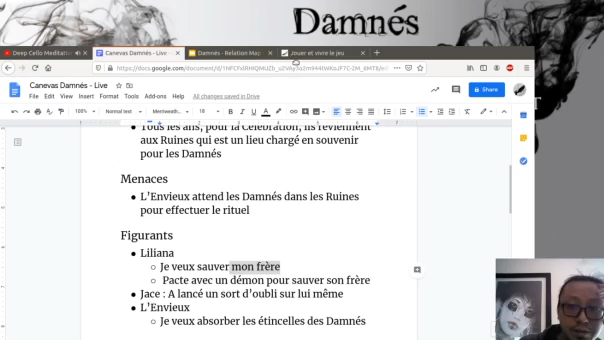 Damnés
Deep Cello Meditatio
Canevas Damnés - Live
Damnés - Relation Map
Jouer et vivre le jeu
Canevas Damnés - Live
File Edit View Insert Format Tools Add-ons Help All changes saved in Drive
Share
100% Normal text Merriweath... 18
Tous les ans, pour la Célébration, ils reviennent
aux Ruines qui est un lieu chargé en souvenir
pour les Damnés
Menaces
● L'Envieux attend les Damnés dans les Ruines
pour effectuer le rituel
Figurants
● Liliana
○ Je veux sauver mon frère
○ Pacte avec un démon pour sauver son frère
● Jace : A lancé un sort d'oubli sur lui même
● L'Envieux
○ Je veux absorber les étincelles des Damnés